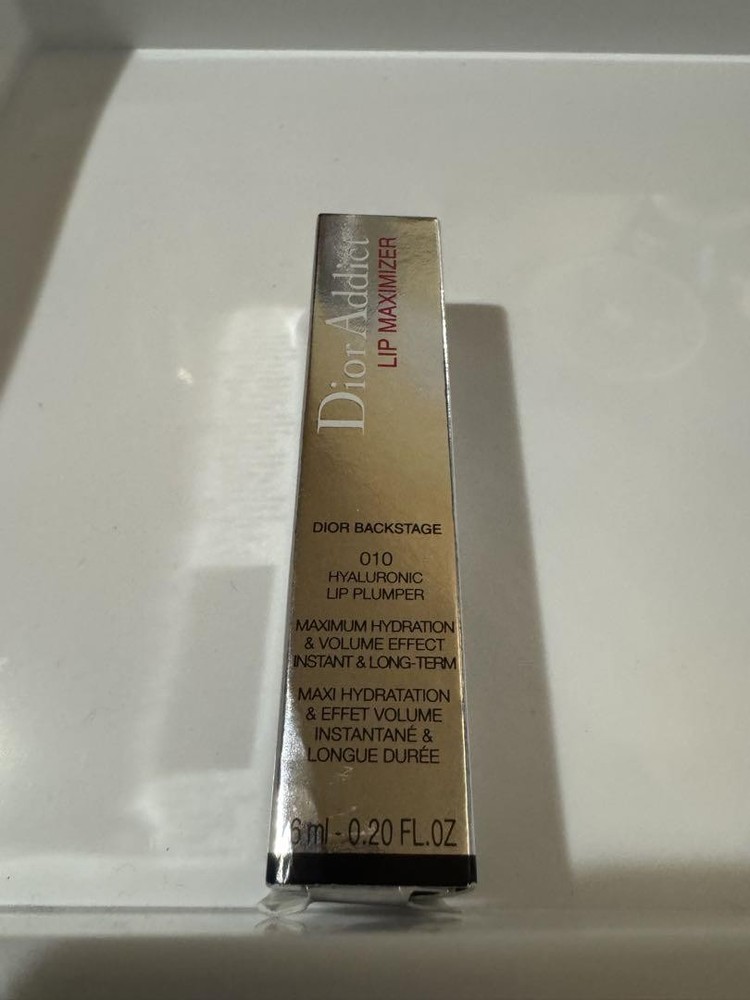 Dior Addict
LIP MAXIMIZER
DIOR BACKSTAGE
010
HYALURONIC
LIP PLUMPER
MAXIMUM HYDRATION
& VOLUME EFFECT
INSTANT & LONG-TERM
MAXI HYDRATATION
& EFFET VOLUME
INSTANTANÉ &
LONGUE DURÉE
6 ml - 0.20 FL.OZ